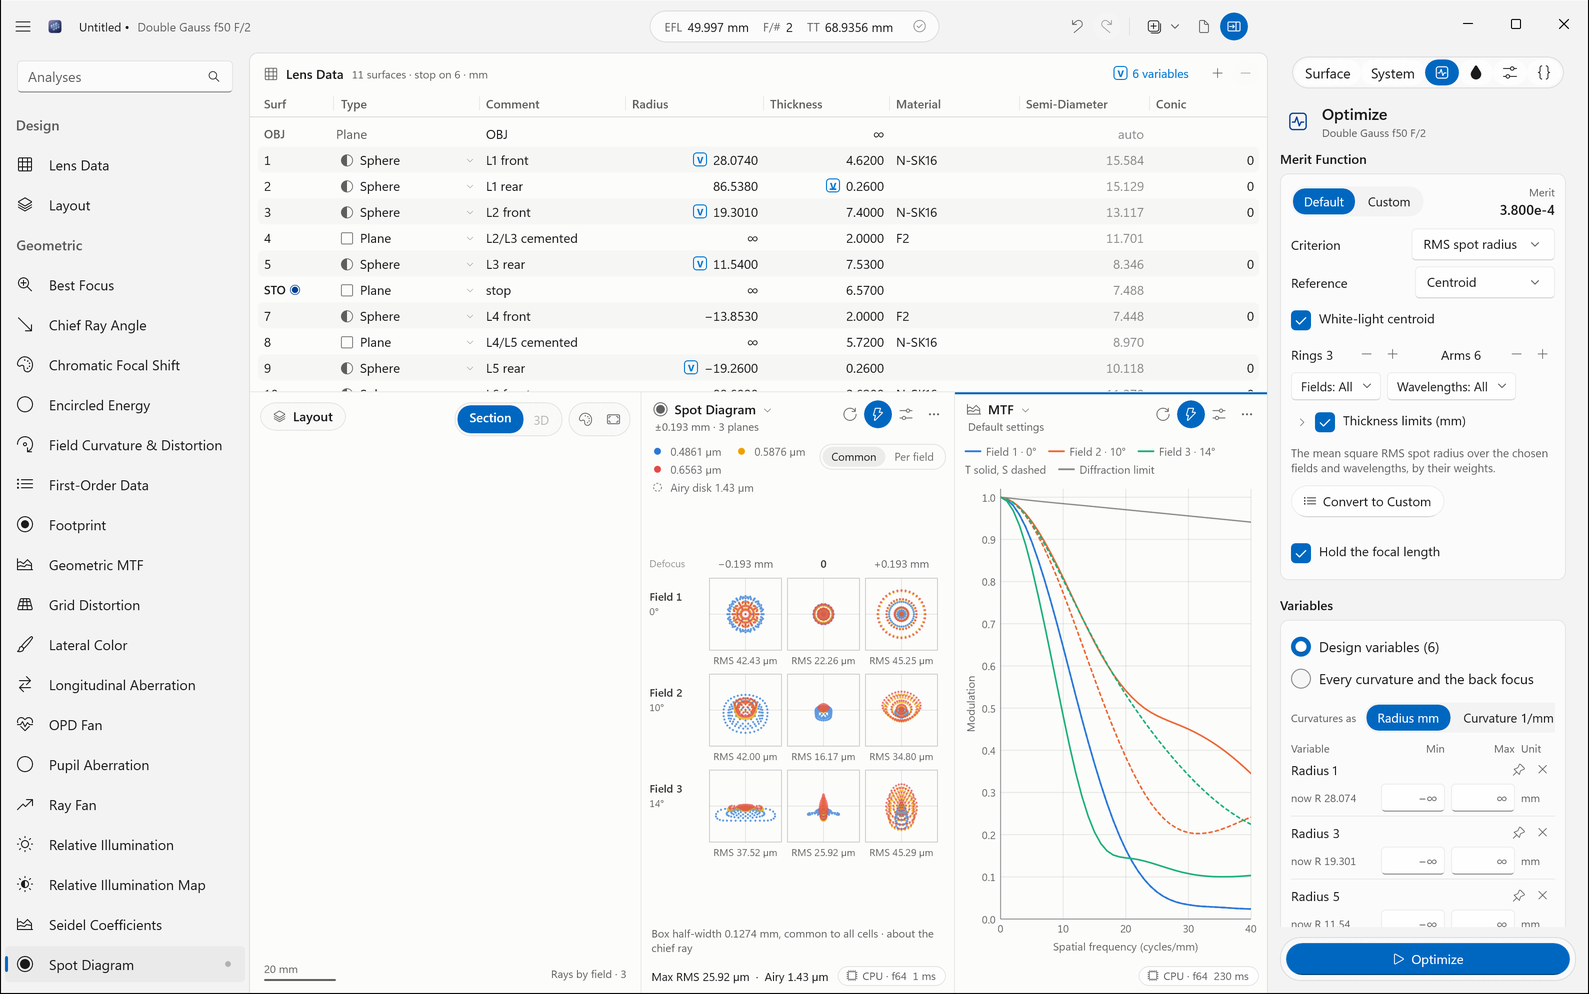 Untitled • Double Gauss f50 F/2
EFL 49.997 mm F/# 2 TT 68.9356 mm
Analyses
Design
Lens Data
Layout
Geometric
Best Focus
Chief Ray Angle
Chromatic Focal Shift
Encircled Energy
Field Curvature & Distortion
First-Order Data
Footprint
Geometric MTF
Grid Distortion
Lateral Color
Longitudinal Aberration
OPD Fan
Pupil Aberration
Ray Fan
Relative Illumination
Relative Illumination Map
Seidel Coefficients
Spot Diagram
Lens Data 11 surfaces · stop on 6 · mm
V 6 variables
Surf Type Comment Radius Thickness Material Semi-Diameter Conic
OBJ Plane OBJ ∞ auto
1 Sphere L1 front V 28.0740 4.6200 N-SK16 15.584 0
2 Sphere L1 rear 86.5380 V 0.2600 15.129 0
3 Sphere L2 front V 19.3010 7.4000 N-SK16 13.117 0
4 Plane L2/L3 cemented ∞ 2.0000 F2 11.701
5 Sphere L3 rear V 11.5400 7.5300 8.346 0
STO Plane stop ∞ 6.5700 7.488
7 Sphere L4 front −13.8530 2.0000 F2 7.448 0
8 Plane L4/L5 cemented ∞ 5.7200 N-SK16 8.970
9 Sphere L5 rear V −19.2600 0.2600 10.118 0
Layout
Section 3D
20 mm
Rays by field · 3
Spot Diagram
±0.193 mm · 3 planes
0.4861 µm 0.5876 µm
0.6563 µm
Airy disk 1.43 µm
Common Per field
Defocus −0.193 mm 0 +0.193 mm
Field 1
0°
RMS 42.43 µm RMS 22.26 µm RMS 45.25 µm
Field 2
10°
RMS 42.00 µm RMS 16.17 µm RMS 34.80 µm
Field 3
14°
RMS 37.52 µm RMS 25.92 µm RMS 45.29 µm
Box half-width 0.1274 mm, common to all cells · about the
chief ray
Max RMS 25.92 µm · Airy 1.43 µm
CPU · f64 1 ms
MTF
Default settings
Field 1 · 0° Field 2 · 10° Field 3 · 14°
T solid, S dashed Diffraction limit
Modulation
1.0
0.9
0.8
0.7
0.6
0.5
0.4
0.3
0.2
0.1
0.0
0 10 20 30 40
Spatial frequency (cycles/mm)
CPU · f64 230 ms
Surface System {}
Optimize
Double Gauss f50 F/2
Merit Function
Default Custom
Merit
3.800e-4
Criterion RMS spot radius
Reference Centroid
White-light centroid
Rings 3 − + Arms 6 − +
Fields: All Wavelengths: All
Thickness limits (mm)
The mean square RMS spot radius over the chosen
fields and wavelengths, by their weights.
Convert to Custom
Hold the focal length
Variables
Design variables (6)
Every curvature and the back focus
Curvatures as Radius mm Curvature 1/mm
Variable Min Max Unit
Radius 1
now R 28.074 −∞ ∞ mm
Radius 3
now R 19.301 −∞ ∞ mm
Radius 5
now R 11.54 −∞ ∞ mm
Optimize